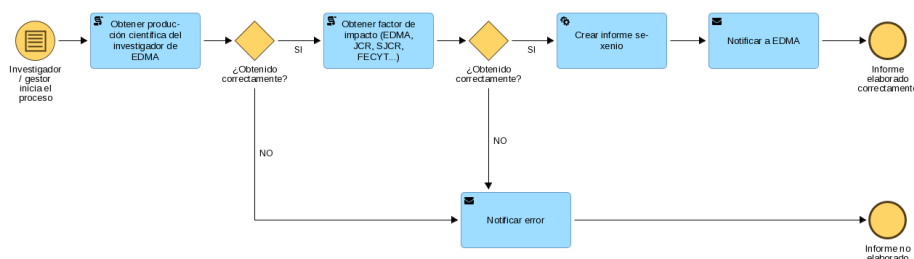 Obtener produc-
ción científica del
investigador de
EDMA
SI
Obtener factor de
impacto (EDMA,
JCR, SJCR,
FECYT...)
SI
Crear informe se-
xenio
Notificar a EDMA
Investigador
/ gestor
inicia el
proceso
¿Obtenido
correctamente?
¿Obtenido
correctamente?
Informe
elaborado
correctamente
NO
NO
Notificar error
Informe no
elaborado